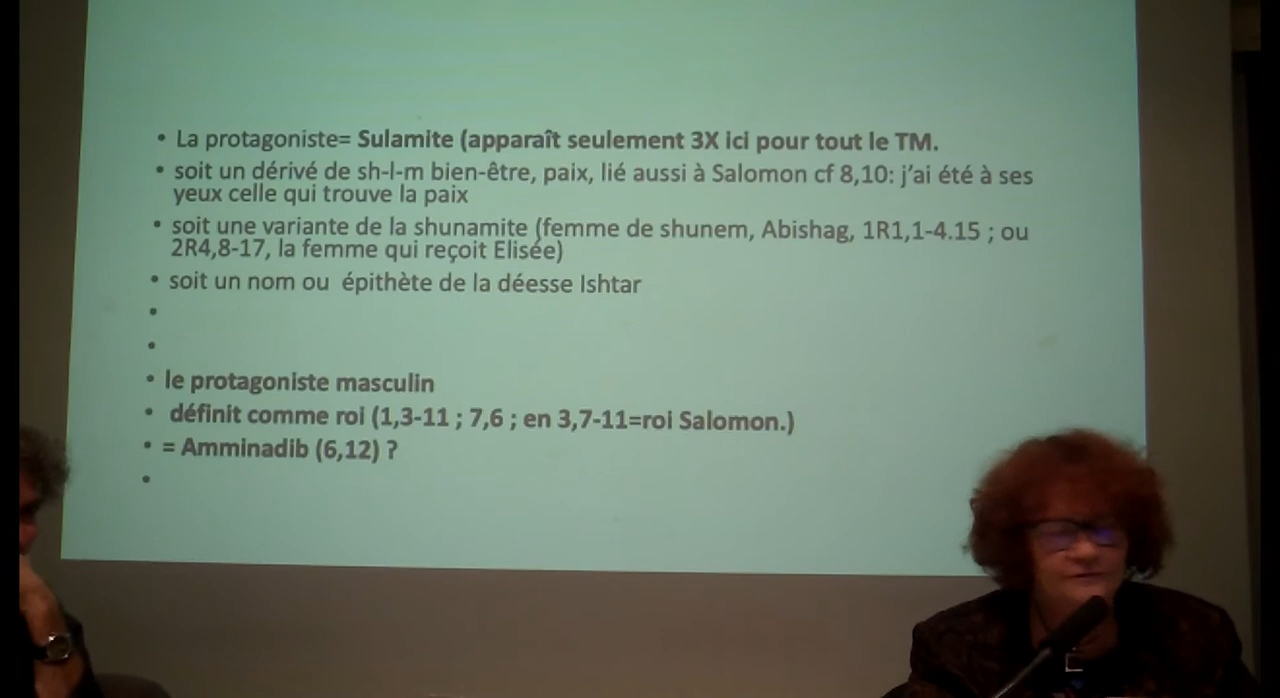 • La protagoniste= Sulamite (apparaît seulement 3X ici pour tout le TM.
• soit un dérivé de sh-l-m bien-être, paix, lié aussi à Salomon cf 8,10: j'ai été à ses
yeux celle qui trouve la paix
• soit une variante de la shunamite (femme de shunem, Abishag, 1R1,1-4.15 ; ou
2R4,8-17, la femme qui reçoit Elisée)
• soit un nom ou épithète de la déesse Ishtar
•
•
• le protagoniste masculin
• définit comme roi (1,3-11 ; 7,6 ; en 3,7-11=roi Salomon.)
• = Amminadib (6,12) ?
•